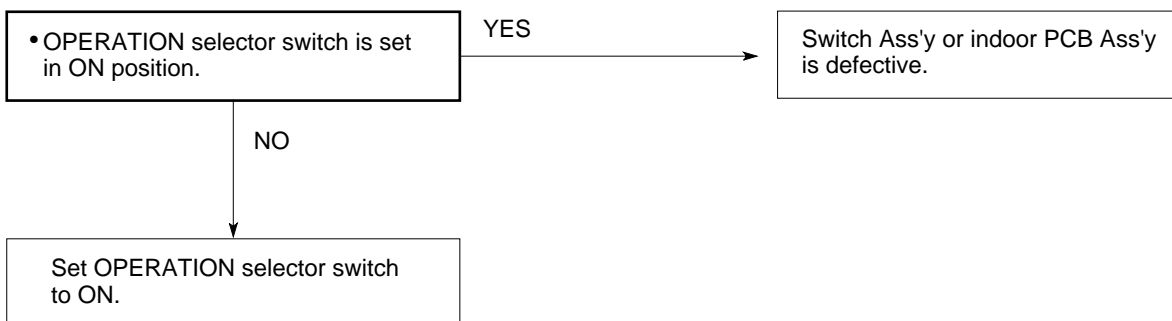 • OPERATION selector switch is set
in ON position.
YES
Switch Ass'y or indoor PCB Ass'y
is defective.
NO
Set OPERATION selector switch
to ON.